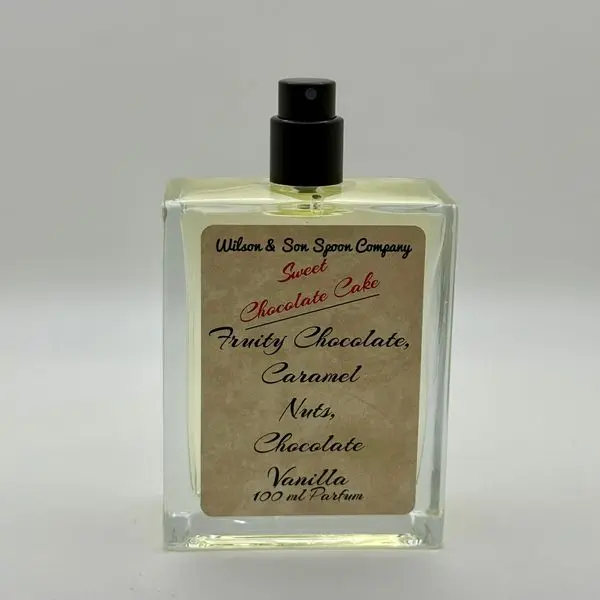 Wilson & Son Spoon Company
Sweet
Chocolate Cake
Fruity Chocolate,
Caramel
Nuts,
Chocolate
Vanilla
100 ml Parfum